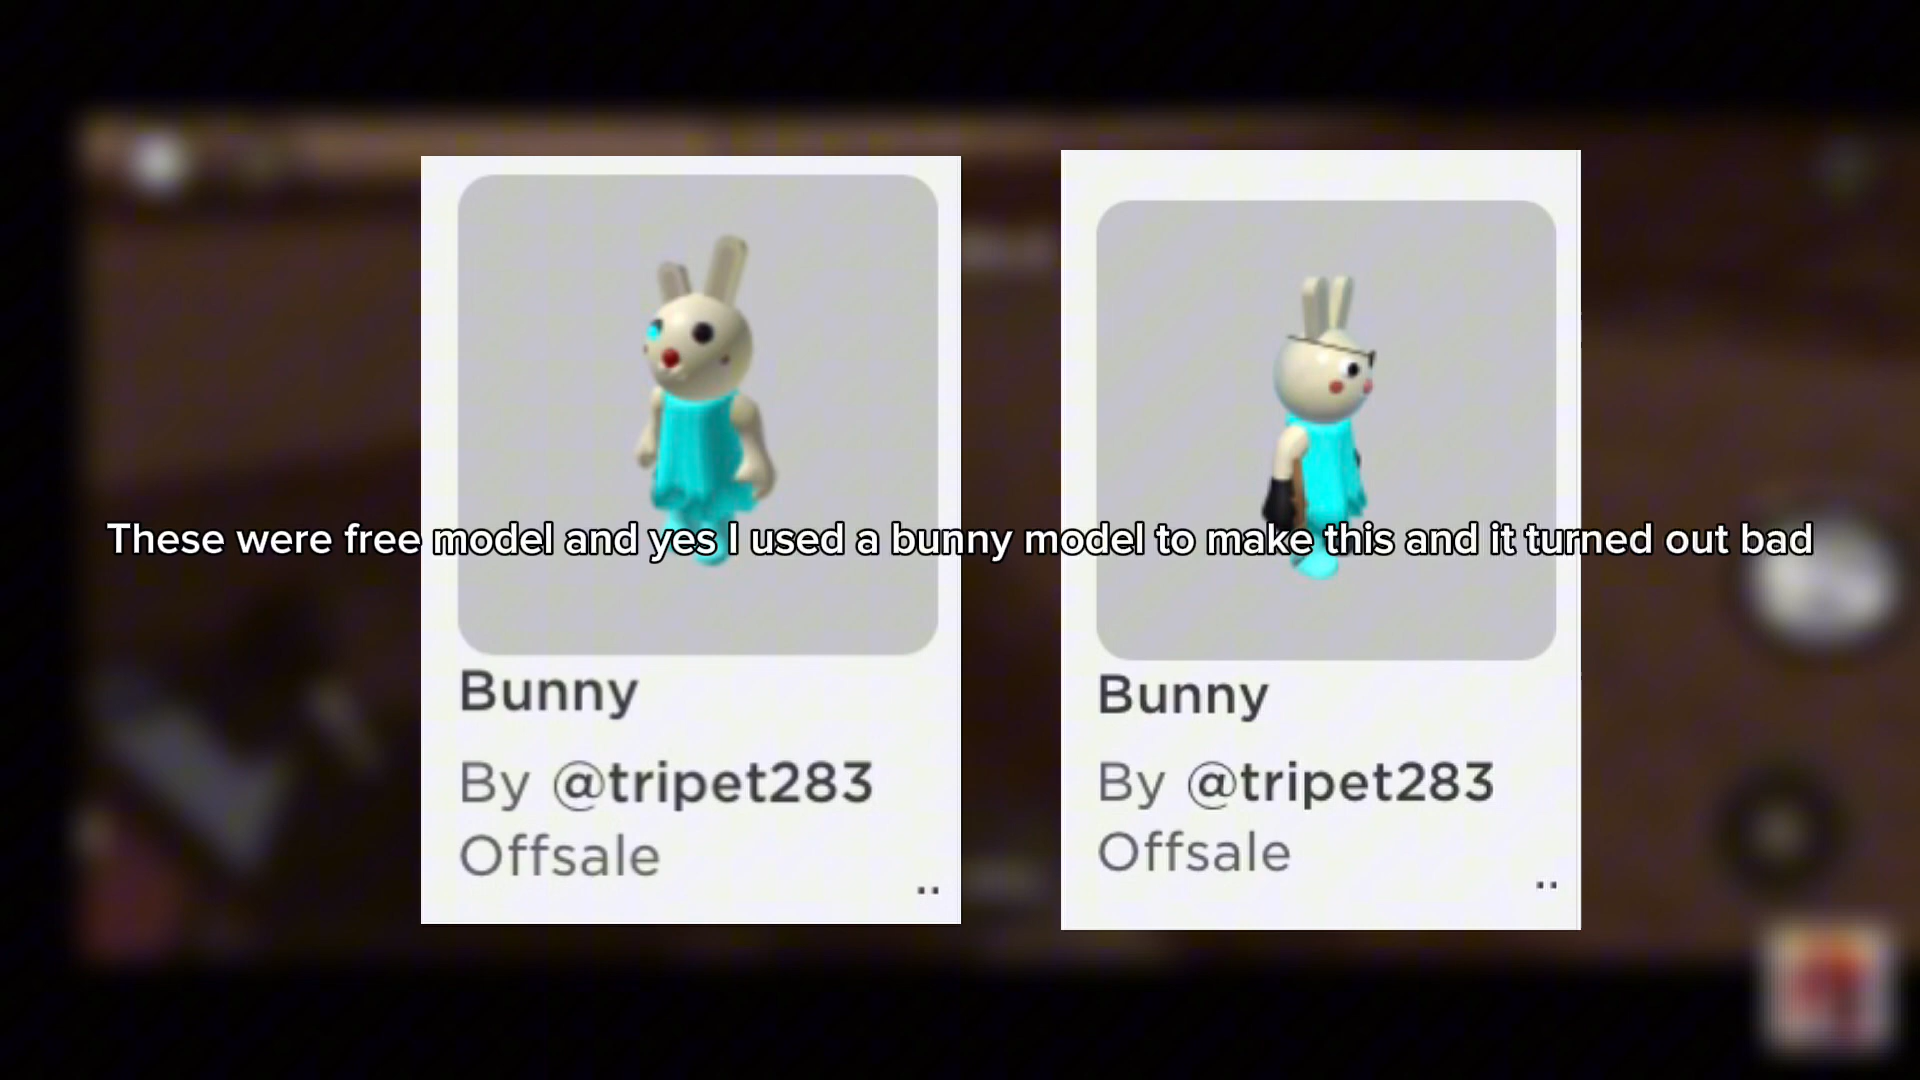 These were free model and yes I used a bunny model to make this and it turned out bad
Bunny
By @tripet283
Offsale
..
Bunny
By @tripet283
Offsale
..